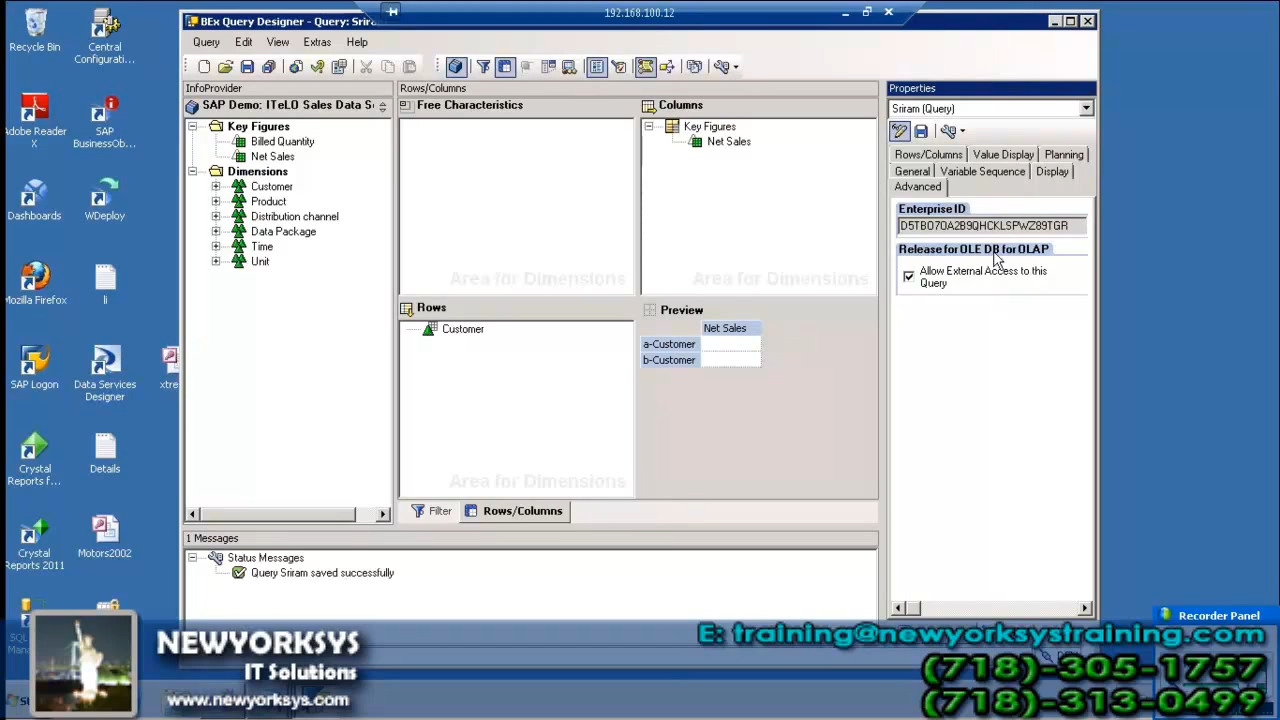 192.168.100.12
Recycle Bin
Central
Configurati...
Adobe Reader
X
SAP
BusinessOb...
Dashboards
WDeploy
Mozilla Firefox
li
SAP Logon
Data Services
Designer
xtre
Crystal
Reports f...
Details
Crystal
Reports 2011
Motors2002
BEx Query Designer - Query: Srira
Query Edit View Extras Help
InfoProvider
SAP Demo: ITeLO Sales Data S
Key Figures
Billed Quantity
Net Sales
Dimensions
Customer
Product
Distribution channel
Data Package
Time
Unit
Rows/Columns
Free Characteristics
Area for Dimensions
Columns
Key Figures
Net Sales
Area for Dimensions
Rows
Customer
Area for Dimensions
Preview
Net Sales
a-Customer
b-Customer
Filter
Rows/Columns
1 Messages
Status Messages
Query Sriram saved successfully
Properties
Sriram (Query)
Rows/Columns Value Display Planning
General Variable Sequence Display
Advanced
Enterprise ID
D5TBO7OA2B9QHCKLSPWZ89TGR
Release for OLE DB for OLAP
Allow External Access to this
Query
Recorder Panel
NEWYORKSYS
IT Solutions
www.newyorksys.com
E: training@newyorksystraining.com
(718)-305-1757
(718)-313-0499